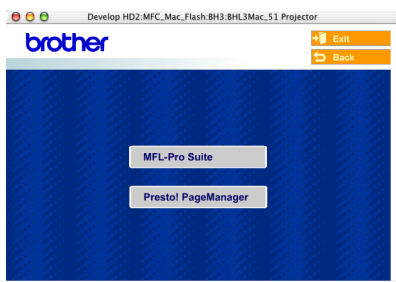 Develop HD2:MFC_Mac_Flash:BH3:BHL3Mac_51 Projector
brother
Exit
Back
MFL-Pro Suite
Presto! PageManager